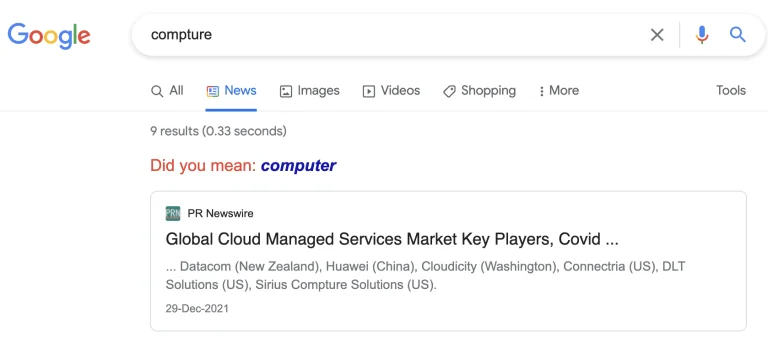 Google
compture
All News Images Videos Shopping More Tools
9 results (0.33 seconds)
Did you mean: computer
PRN PR Newswire
Global Cloud Managed Services Market Key Players, Covid ...
... Datacom (New Zealand), Huawei (China), Cloudicity (Washington), Connectria (US), DLT
Solutions (US), Sirius Compture Solutions (US).
29-Dec-2021